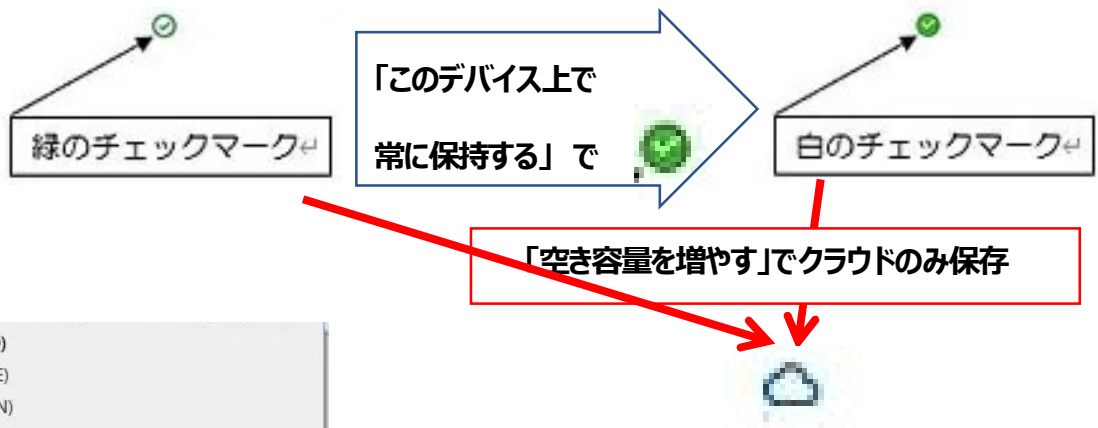 緑のチェックマーク↵
「このデバイス上で
常に保持する」で
白のチェックマーク↵
「空き容量を増やす」でクラウドのみ保存
)
E)
N)